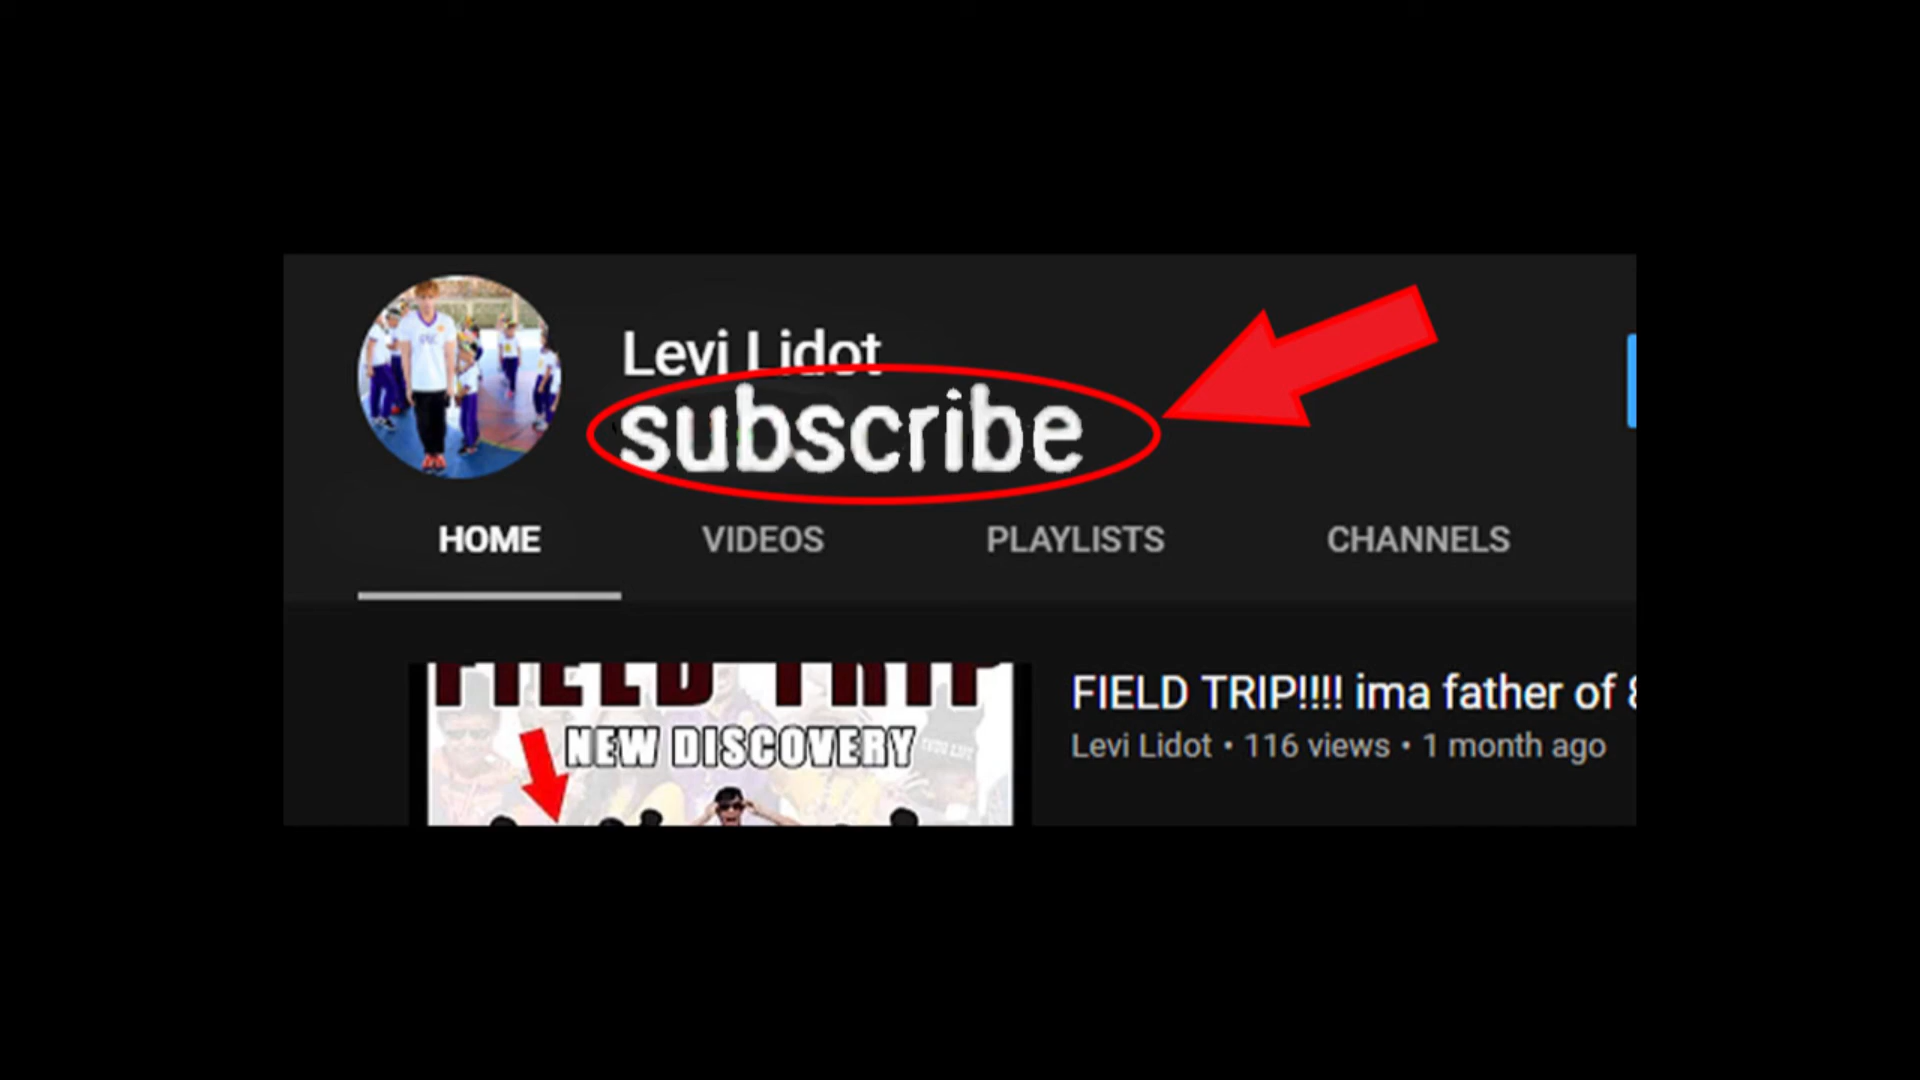 Levi Lidot
subscribe
HOME VIDEOS PLAYLISTS CHANNELS
FIELD TRIP
NEW DISCOVERY
FIELD TRIP!!!! ima father of
Levi Lidot • 116 views • 1 month ago